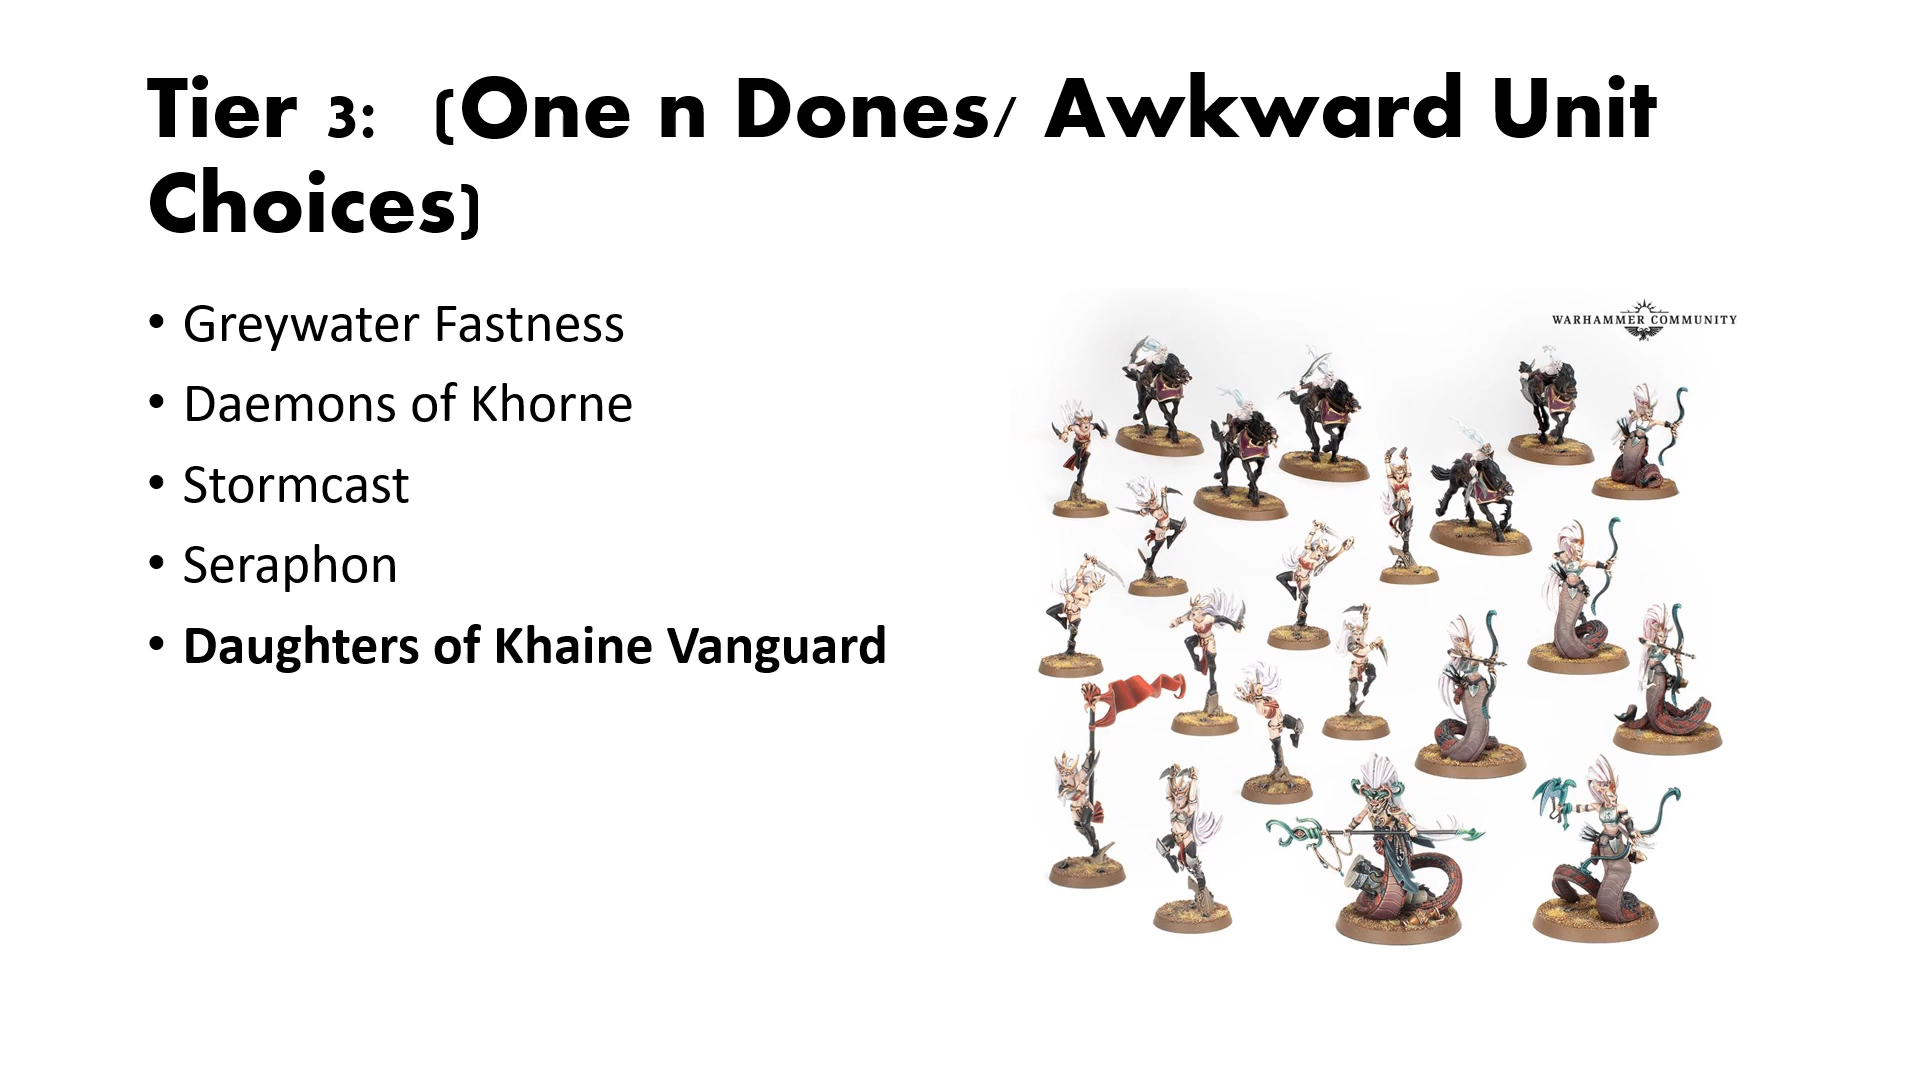 Tier 3:  (One n Dones/ Awkward Unit
Choices)
• Greywater Fastness
• Daemons of Khorne
• Stormcast
• Seraphon
• Daughters of Khaine Vanguard
WARHAMMER COMMUNITY